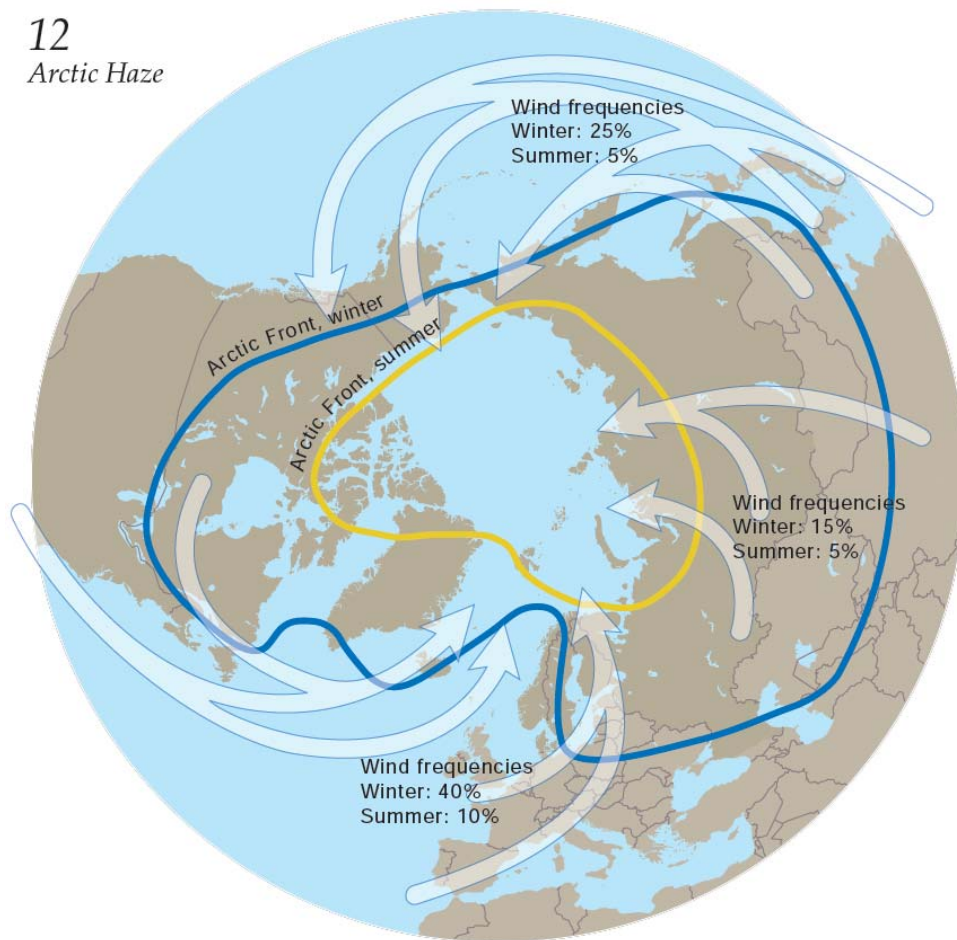 12
Arctic Haze
Wind frequencies
Winter: 25%
Summer: 5%
Arctic Front, winter
Arctic Front, summer
Wind frequencies
Winter: 15%
Summer: 5%
Wind frequencies
Winter: 40%
Summer: 10%